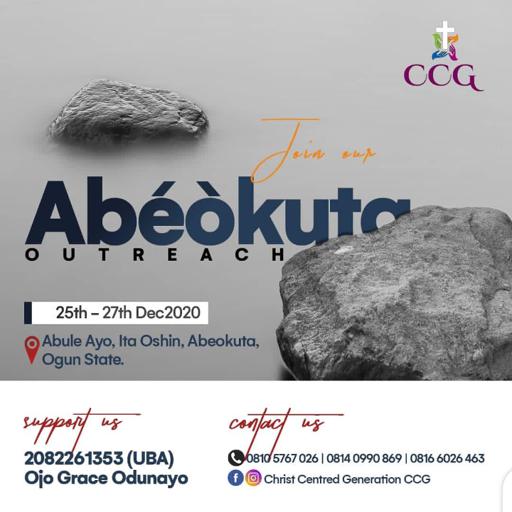 CCG
Join our
Abéòkuta
OUTREACH
25th – 27th Dec2020
Abule Ayo, Ita Oshin, Abeokuta,
Ogun State.
support us
2082261353 (UBA)
Ojo Grace Odunayo
contact us
0810 5767 026 | 0814 0990 869 | 0816 6026 463
Christ Centred Generation CCG